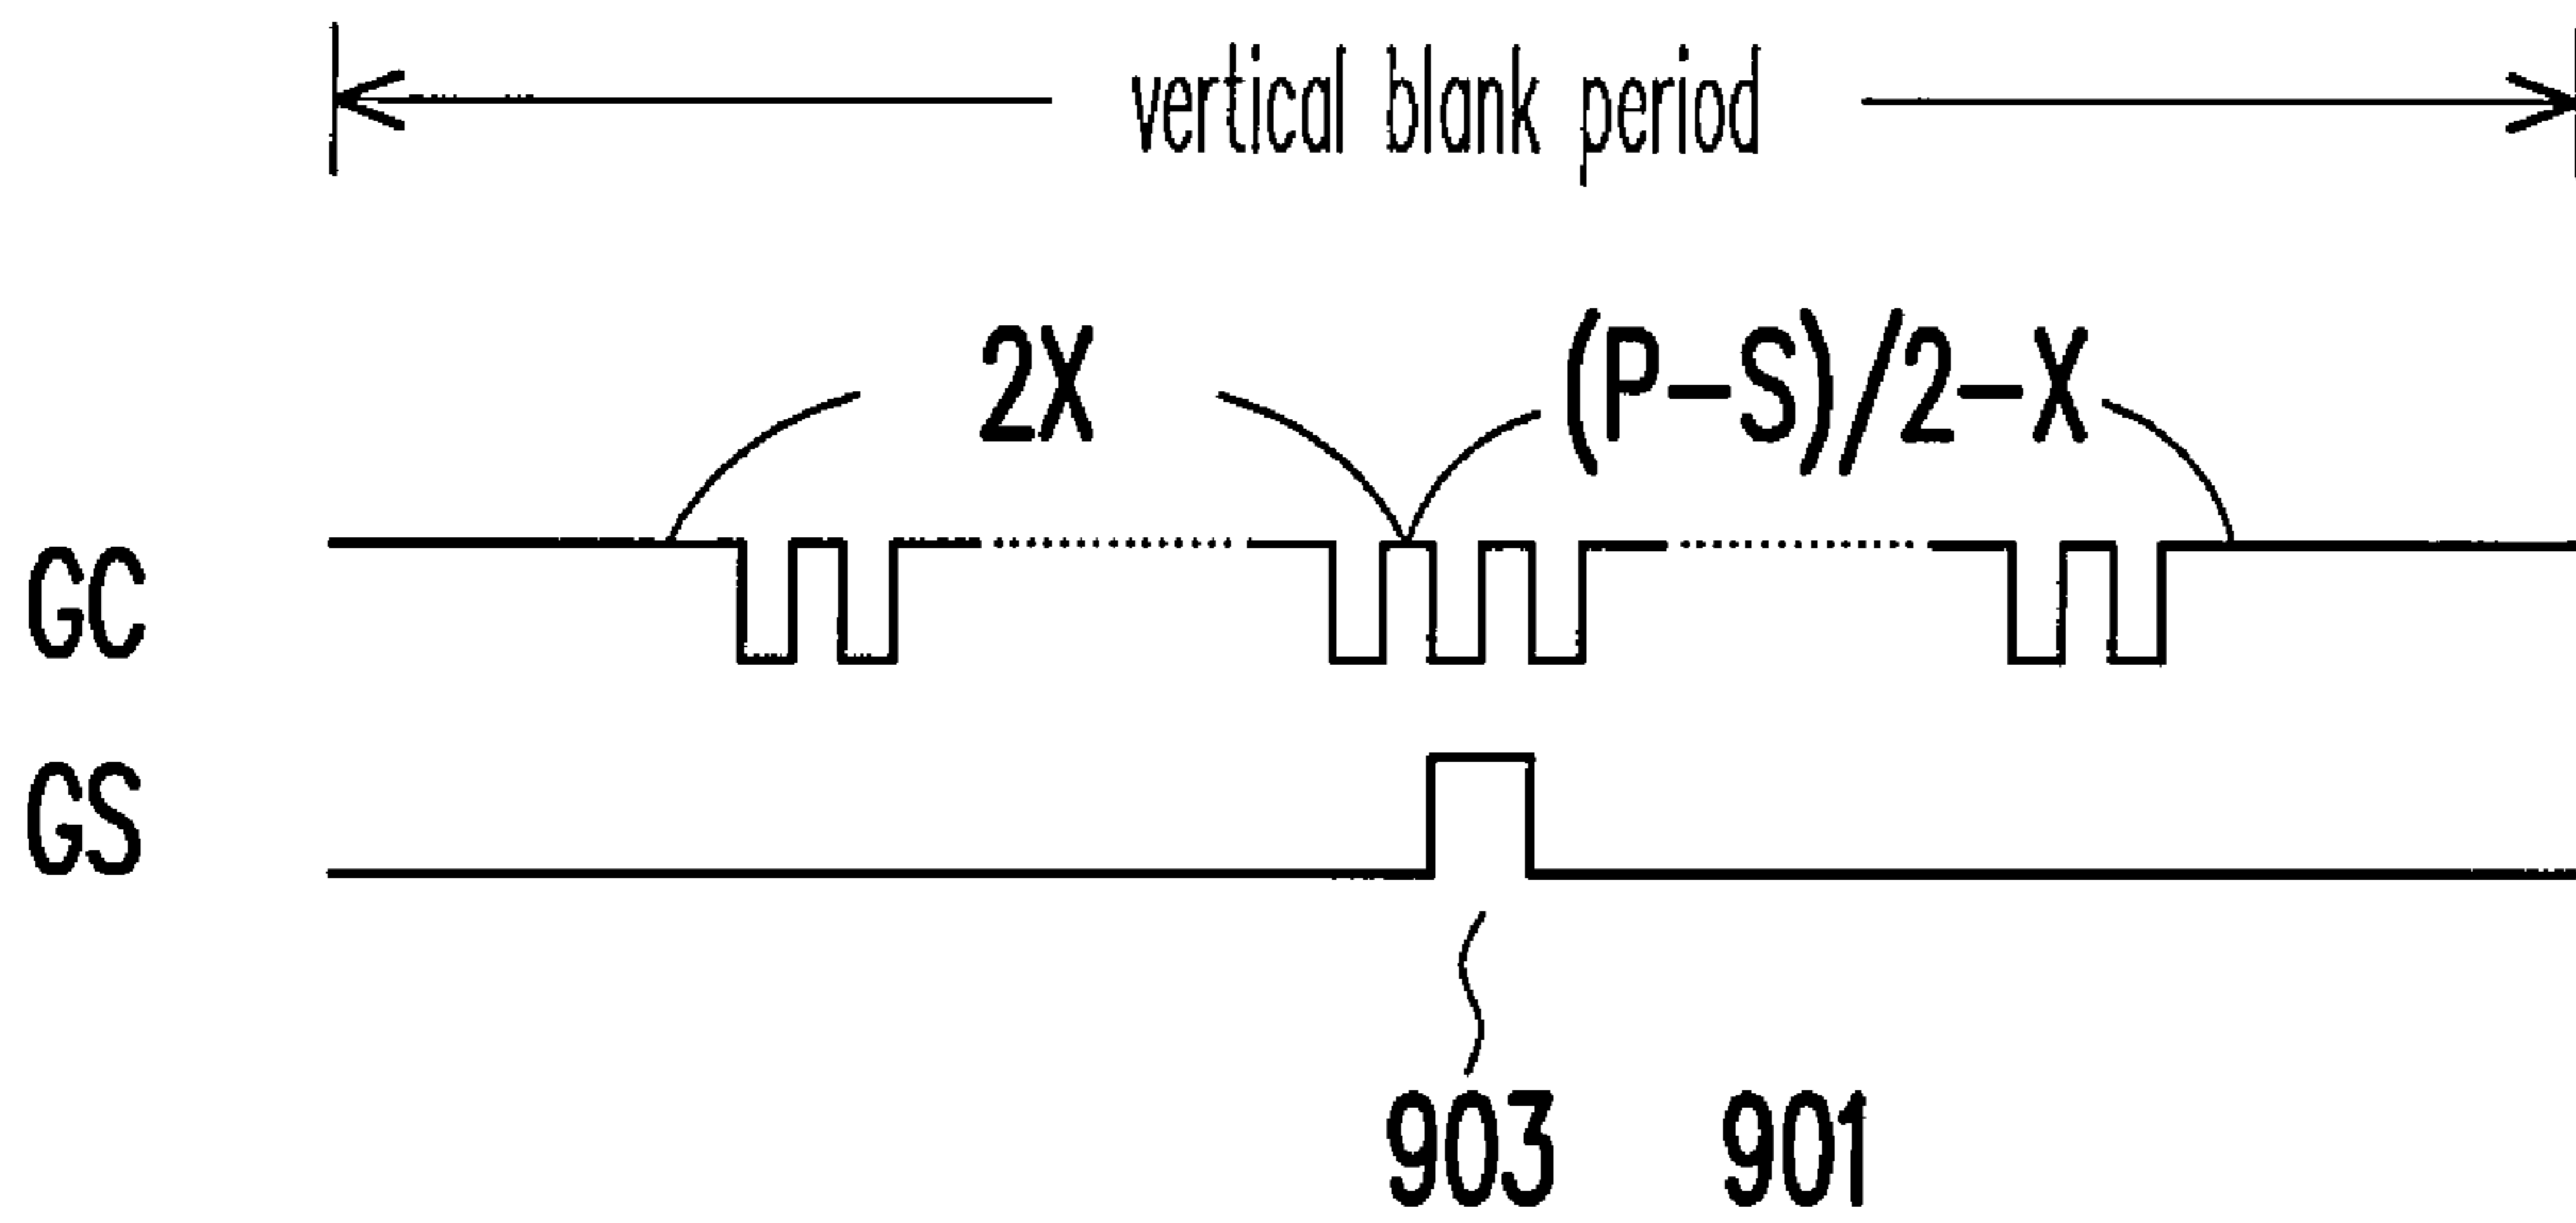 vertical blank period
2X (P-S)/2-X
GC
GS
903 901